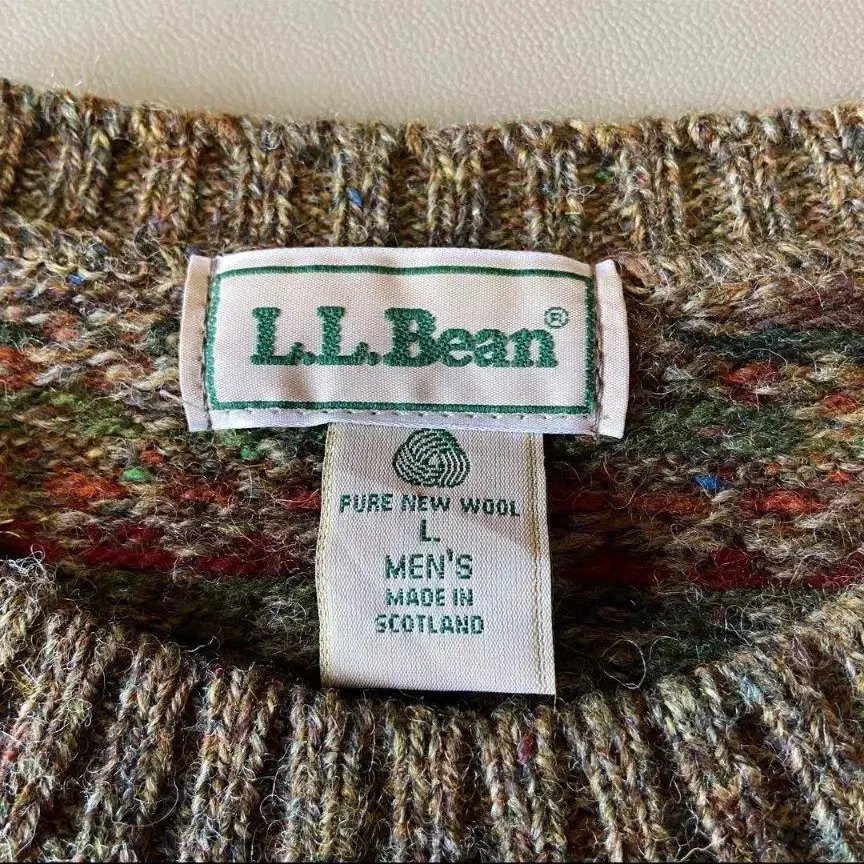 L.L.Bean®
PURE NEW WOOL
L.
MEN'S
MADE IN
SCOTLAND